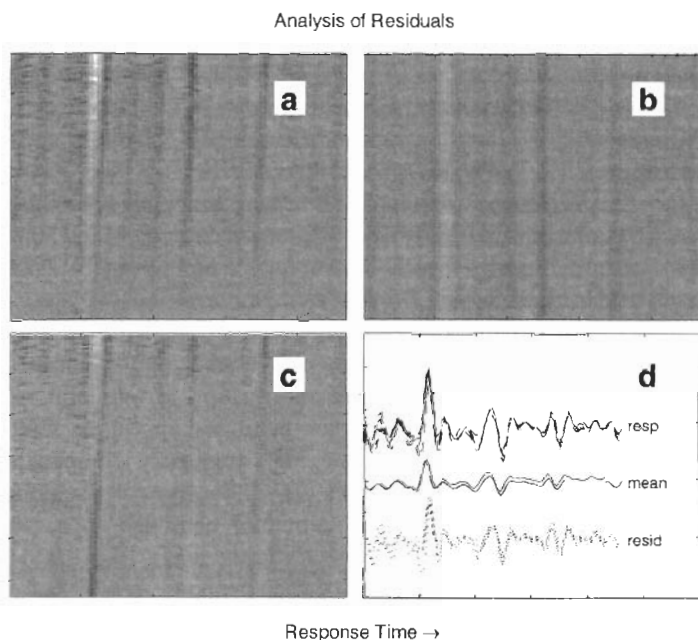 Analysis of Residuals
a
b
c
d
resp
mean
resid
Response Time →